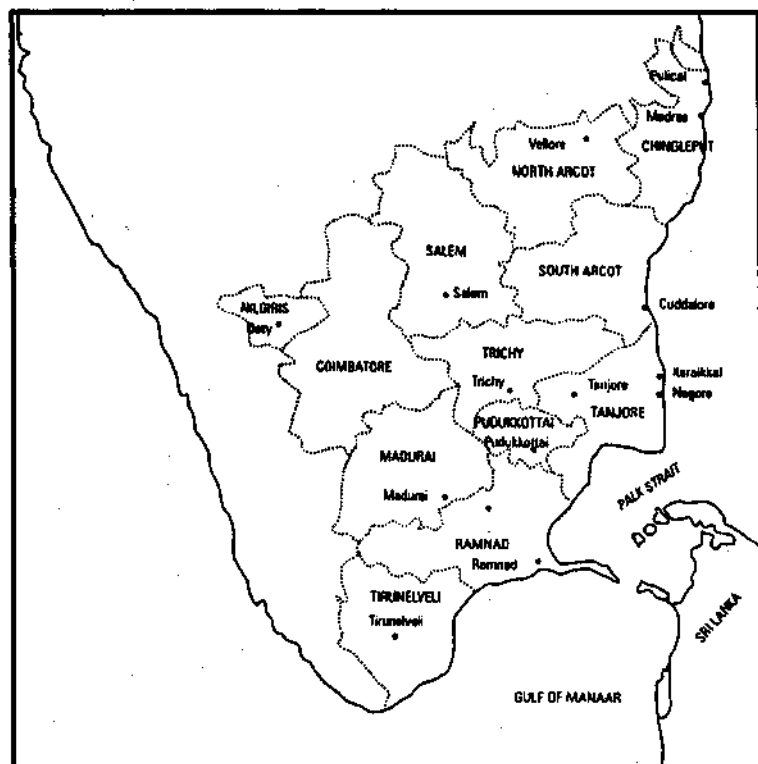 Pulicat
Madras
CHINGLEPUT
Vellore
NORTH ARCOT
SALEM
Salem
SOUTH ARCOT
Cuddalore
NILGIRIS
Ooty
COIMBATORE
TRICHY
Trichy
Tanjore
TANJORE
Karaikkal
Nagore
PUDUKKOTTAI
Pudukkottai
MADURAI
Madurai
PALK STRAIT
RAMNAD
Ramnad
TIRUNELVELI
Tirunelveli
SRI LANKA
GULF OF MANAAR